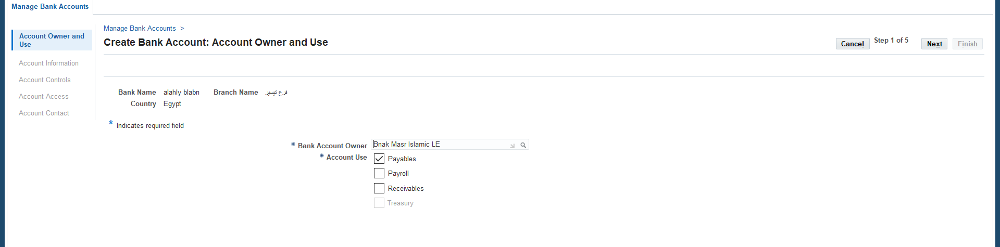 Manage Bank Accounts
Account Owner and
Use
Account Information
Account Controls
Account Access
Account Contact
Manage Bank Accounts >
Create Bank Account: Account Owner and Use
Cancel Step 1 of 5 Next Finish
Bank Name alahly blabn Branch Name فرع تيسير
Country Egypt
* Indicates required field
* Bank Account Owner Bnak Masr Islamic LE
* Account Use
Payables
Payroll
Receivables
Treasury